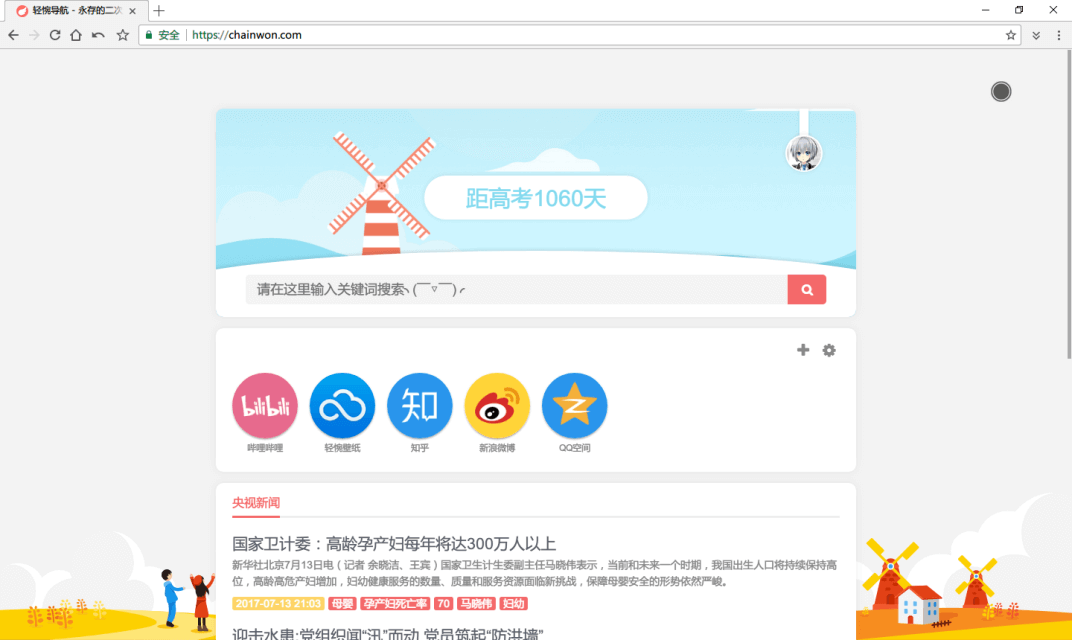 轻惋导航 - 永存的二次
安全
https://chainwon.com
距高考1060天
请在这里输入关键词搜索ヽ(￣▽￣)ノ
bilibili
知
哔哩哔哩
轻惋壁纸
知乎
新浪微博
QQ空间
央视新闻
国家卫计委：高龄孕产妇每年将达300万人以上
新华社北京7月13日电（记者 余晓洁、王宾）国家卫生计生委副主任马晓伟表示，当前和未来一个时期，我国出生人口将持续保持高
位，高龄高危产妇增加，妇幼健康服务的数量、质量和服务资源面临新挑战，保障母婴安全的形势依然严峻。
2017-07-13 21:03 母婴 孕产妇死亡率 70 马晓伟 妇幼
迎击水患:党组织闻“汛”而动 党员筑起“防洪墙”